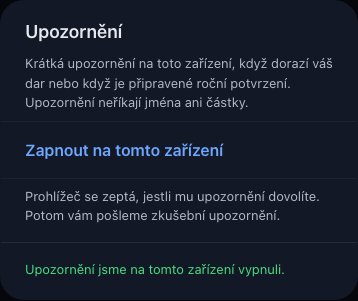 Upozornění
Krátká upozornění na toto zařízení, když dorazí váš
dar nebo když je připravené roční potvrzení.
Upozornění neříkají jména ani částky.
Zapnout na tomto zařízení
Prohlížeč se zeptá, jestli mu upozornění dovolíte.
Potom vám pošleme zkušební upozornění.
Upozornění jsme na tomto zařízení vypnuli.